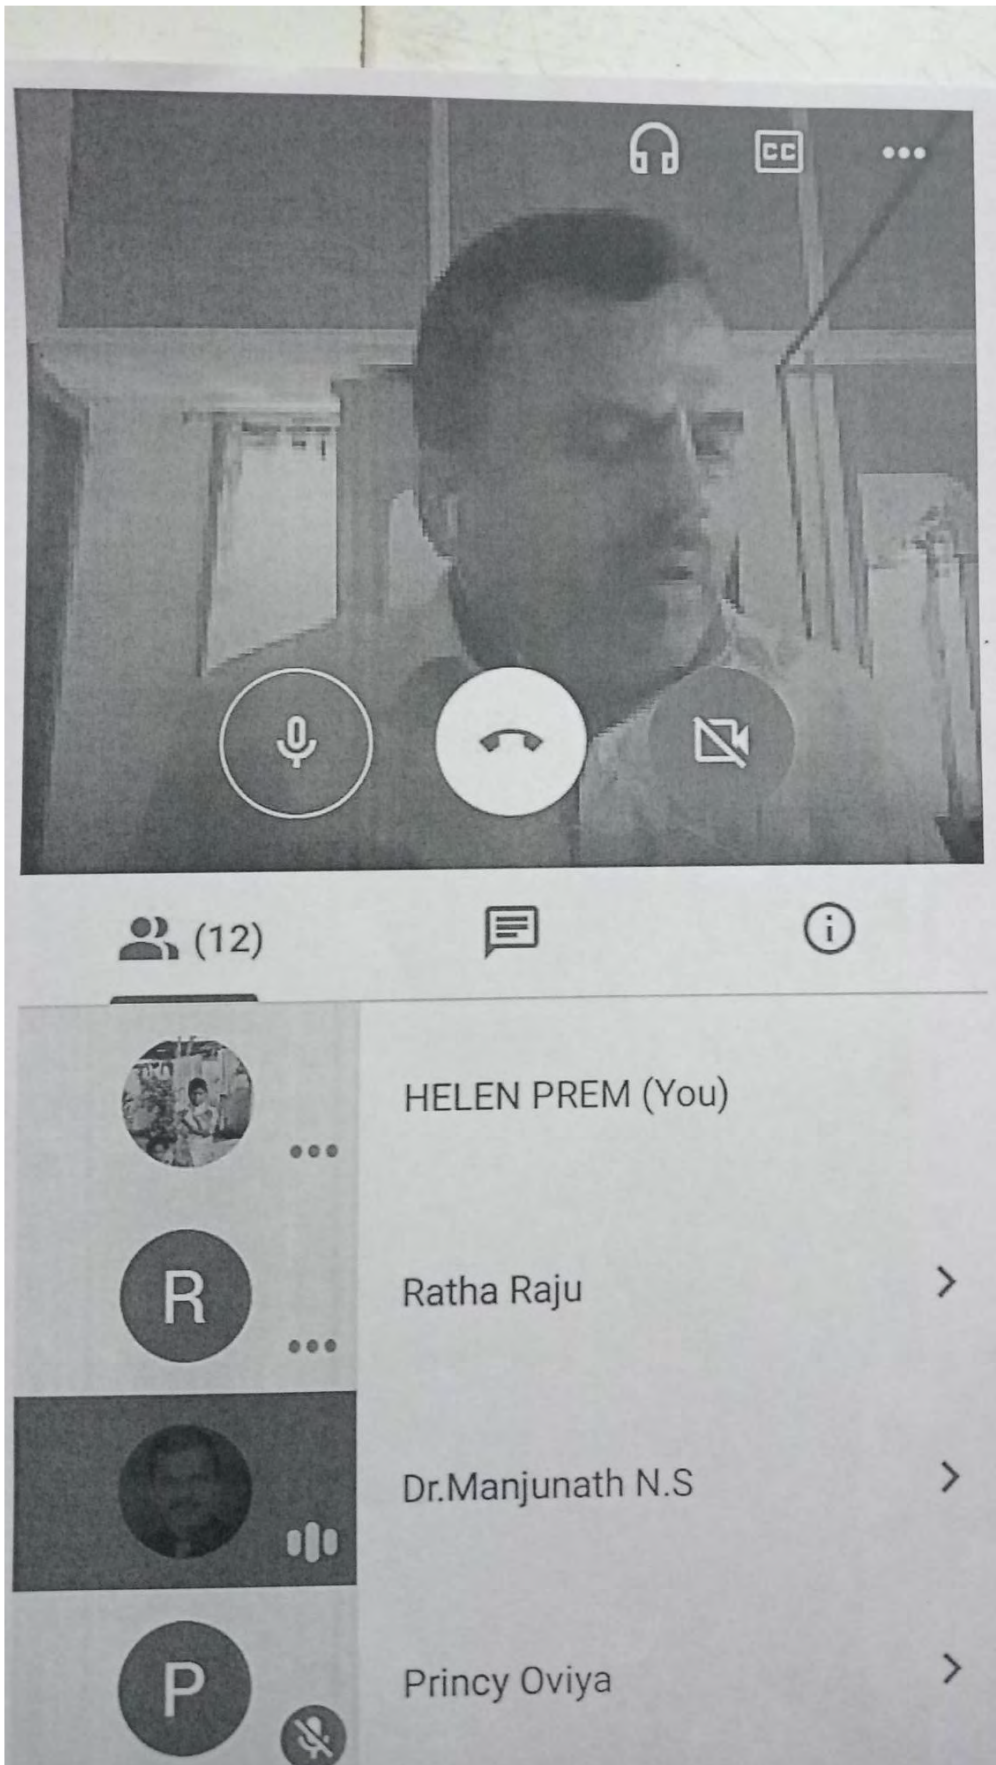 CC
(12)
HELEN PREM (You)
R
Ratha Raju
Dr.Manjunath N.S
P
Princy Oviya